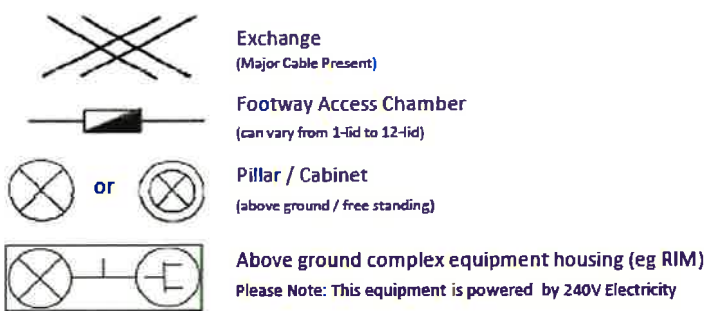 Exchange
(Major Cable Present)
Footway Access Chamber
(can vary from 1-lid to 12-lid)
or
Pillar / Cabinet
(above ground / free standing)
Above ground complex equipment housing (eg RIM)
Please Note: This equipment is powered by 240V Electricity